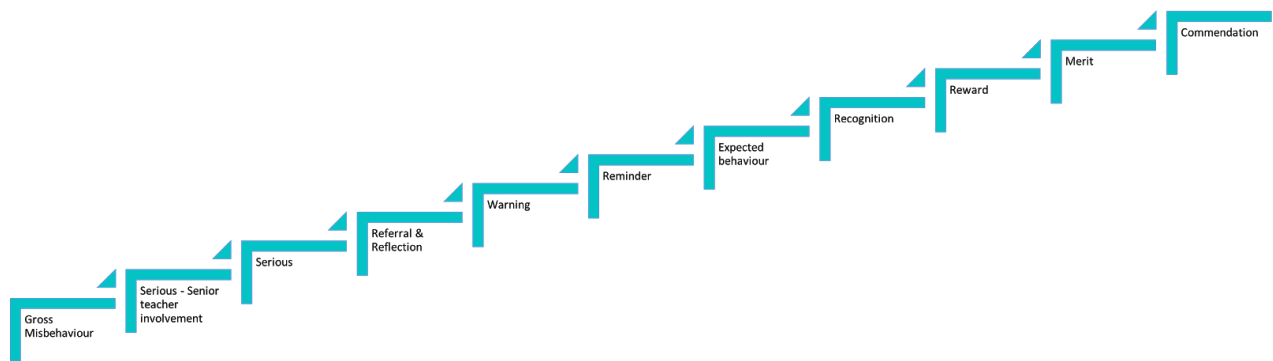 Commendation
Merit
Reward
Recognition
Expected
behaviour
Reminder
Warning
Referral &
Reflection
Serious
Serious - Senior
teacher
involvement
Gross
Misbehaviour